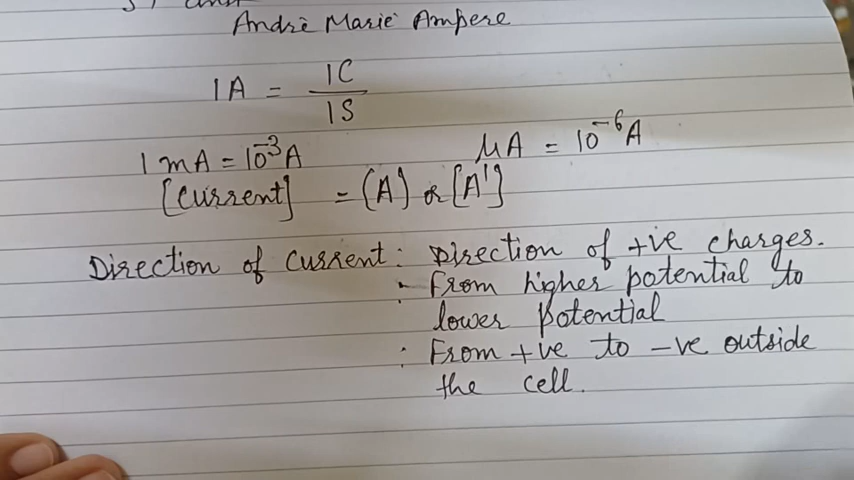 André Marie Ampere
1A = 1C / 1S
1 mA = 10⁻³A    μA = 10⁻⁶A
[Current] = (A) or [A¹]
Direction of current : Direction of +ve charges.
: From higher potential to
lower potential
: From +ve to -ve outside
the cell.